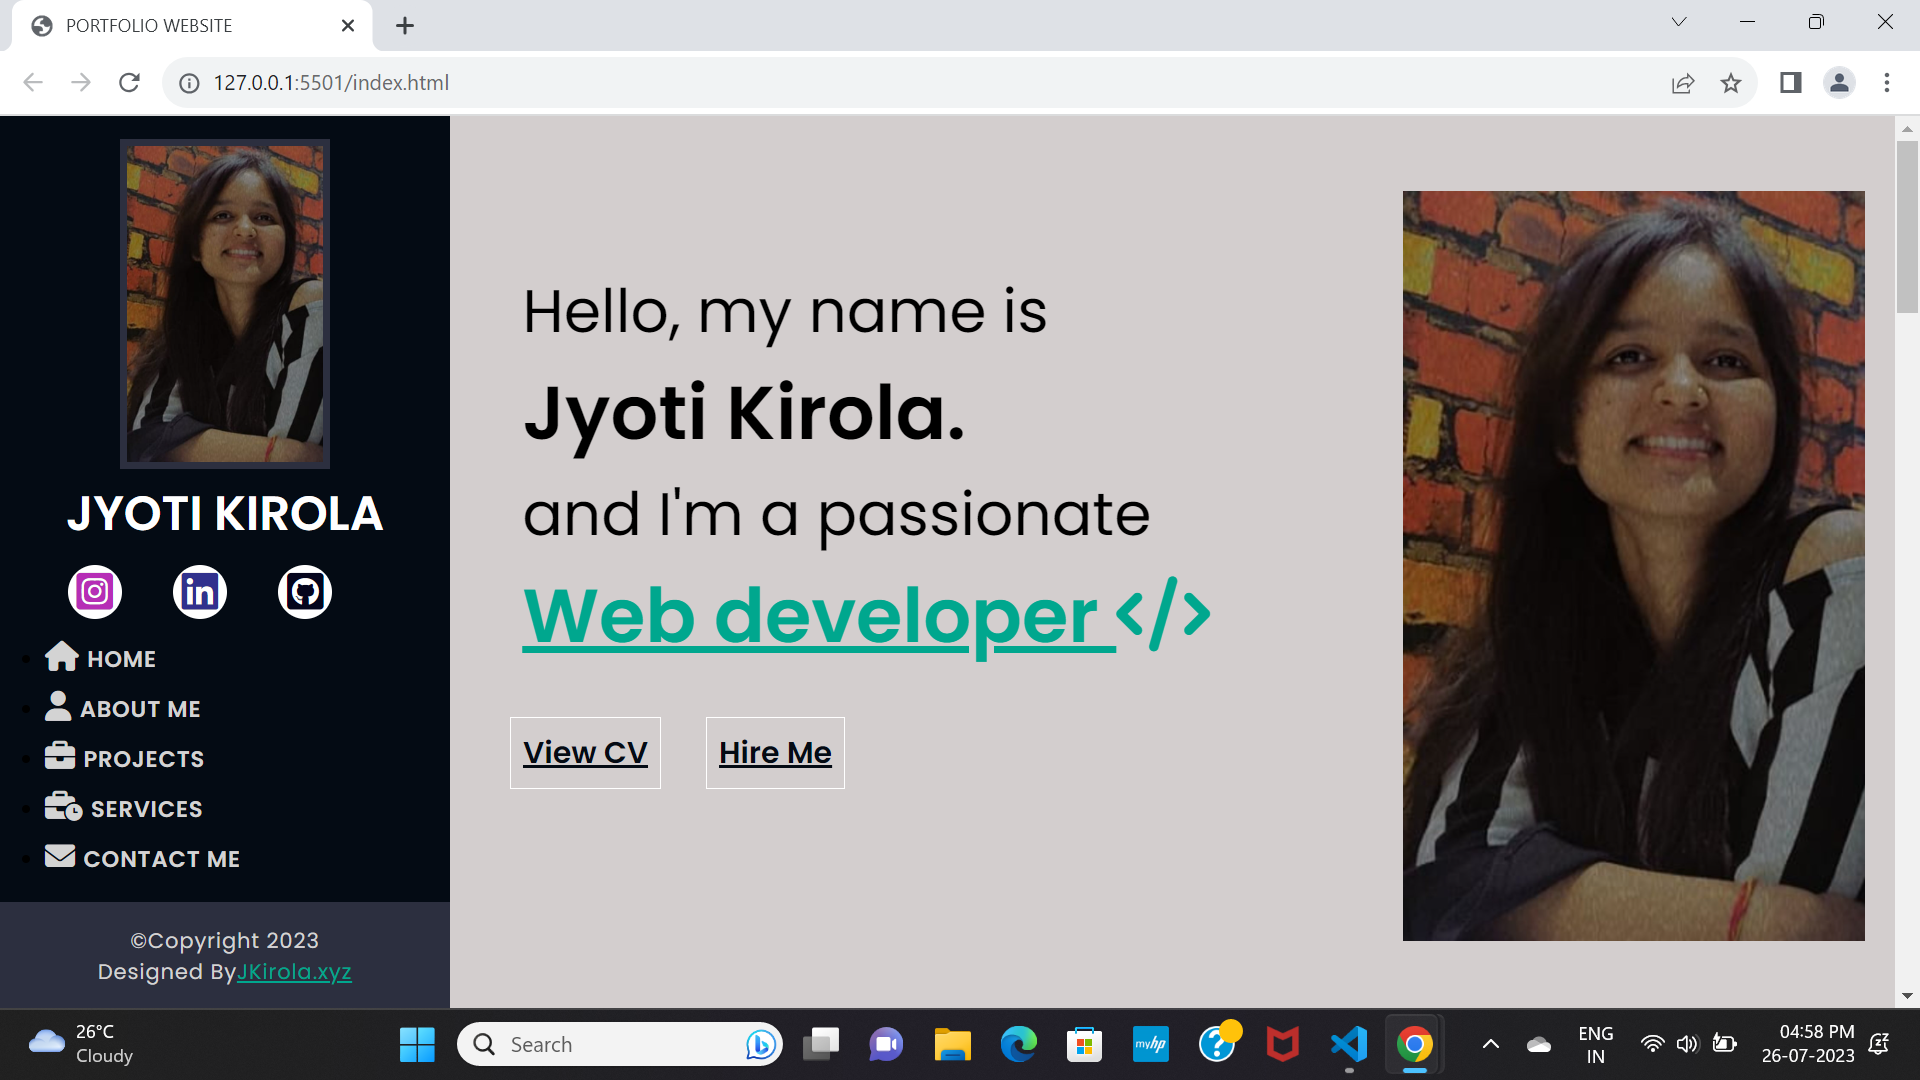 PORTFOLIO WEBSITE
127.0.0.1:5501/index.html
JYOTI KIROLA
in
HOME
ABOUT ME
PROJECTS
SERVICES
CONTACT ME
©Copyright 2023
Designed ByJKirola.xyz
Hello, my name is
Jyoti Kirola.
and I'm a passionate
Web developer </>
View CV
Hire Me
26°C
Cloudy
Search
myhp
ENG
IN
04:58 PM
26-07-2023